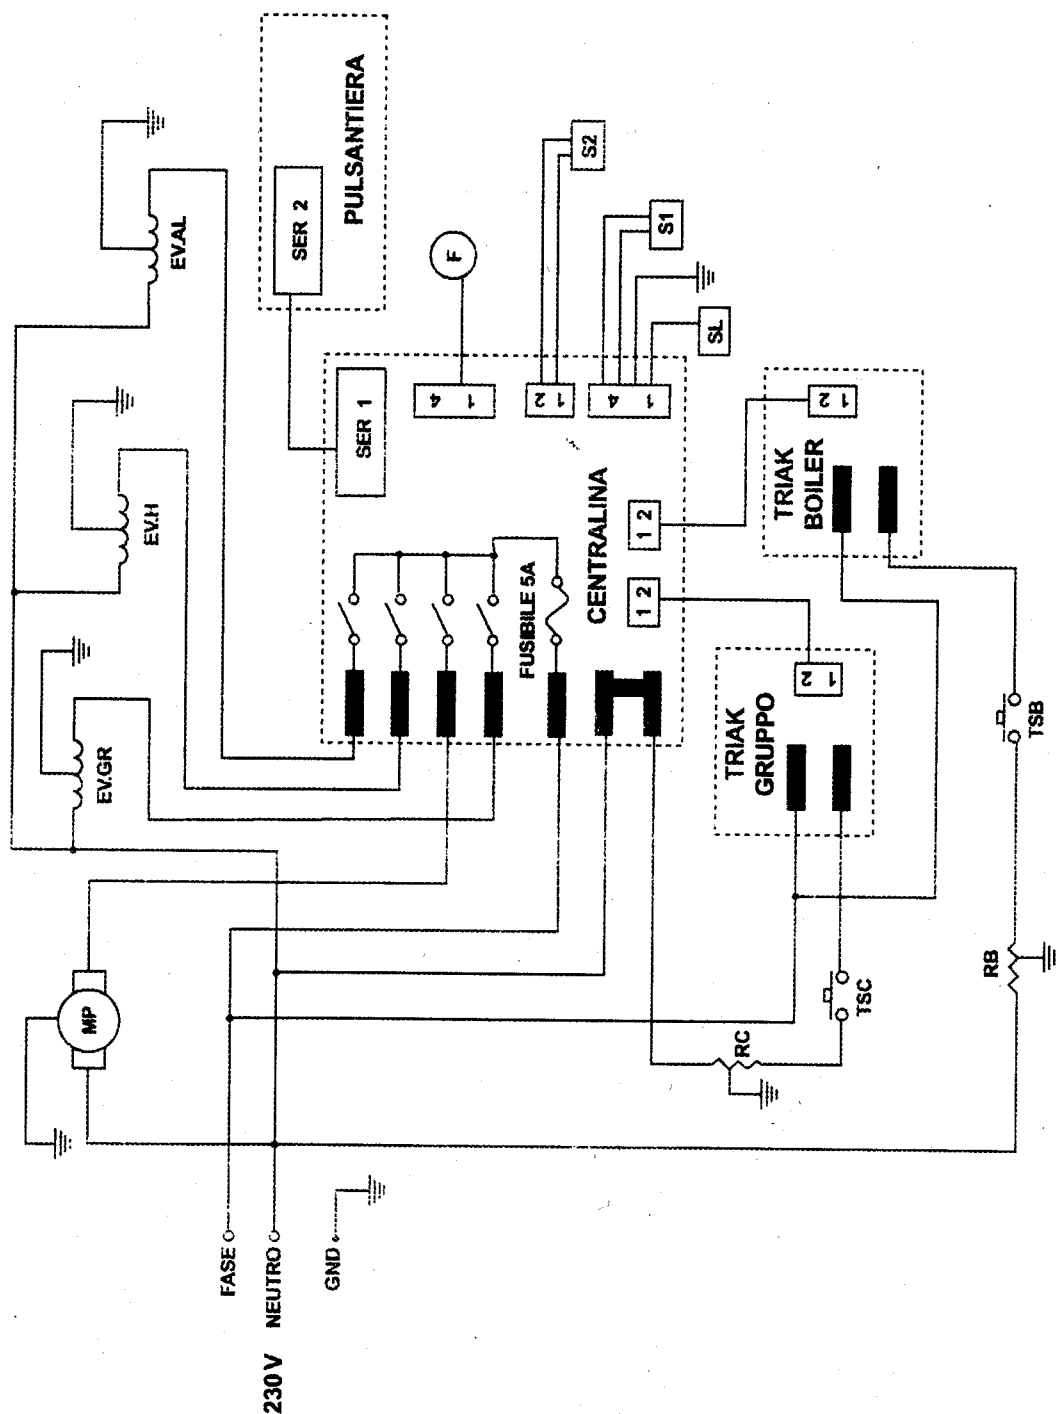 230 V
FASE
NEUTRO
GND
MP
EV.GR
EV.H
EV.AL
PULSANTIERA
SER 2
SER 1
F
1 4
1 2
1 4
S2
S1
SL
FUSIBILE 5A
CENTRALINA
1 2
1 2
TRIAK
BOILER
1 2
TRIAK
GRUPPO
1 2
TSB
TSC
RC
RB